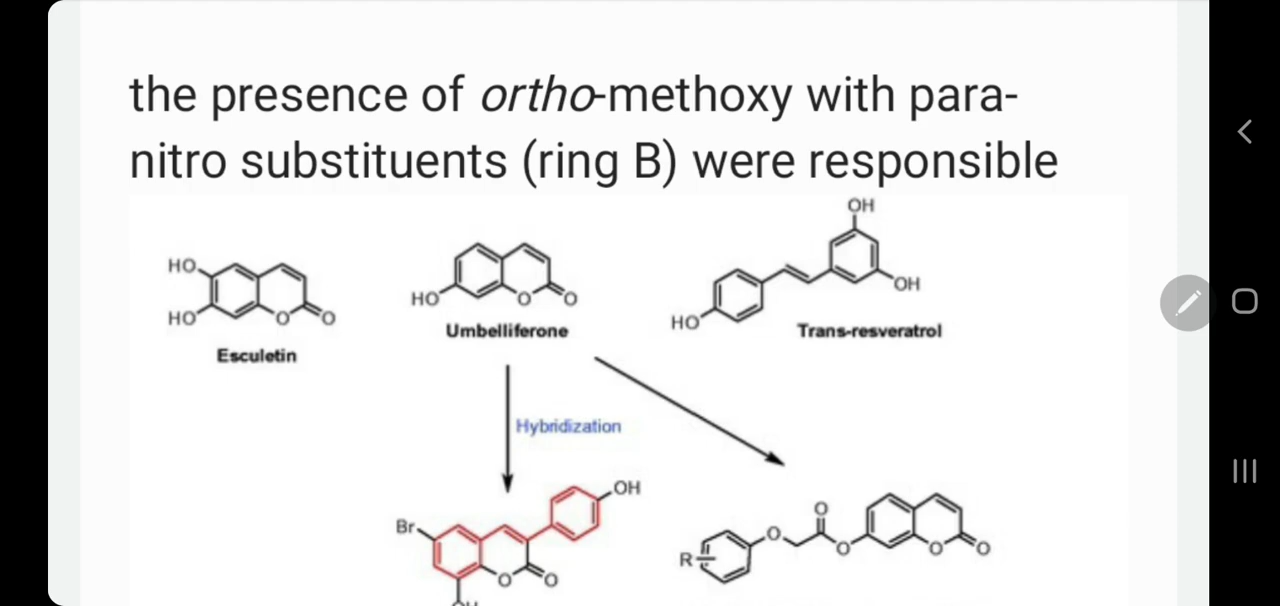 the presence of ortho-methoxy with para-
nitro substituents (ring B) were responsible
OH
HO
HO
O
O
Esculetin
HO
O
O
Umbelliferone
HO
OH
Trans-resveratrol
Hybridization
Br
OH
O
O
R
O
O
O
O
O